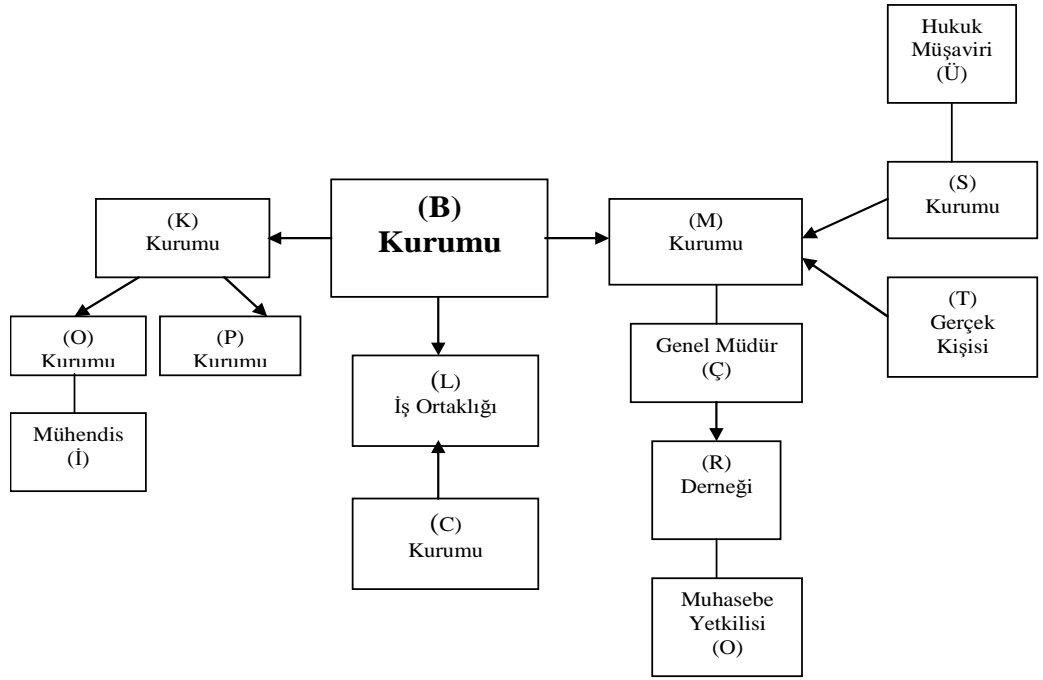 Hukuk
Müşaviri
(Ü)
(S)
Kurumu
(B)
Kurumu
(K)
Kurumu
(M)
Kurumu
(T)
Gerçek
Kişisi
(O)
Kurumu
(P)
Kurumu
Genel Müdür
(Ç)
(L)
İş Ortaklığı
Mühendis
(İ)
(R)
Derneği
(C)
Kurumu
Muhasebe
Yetkilisi
(O)